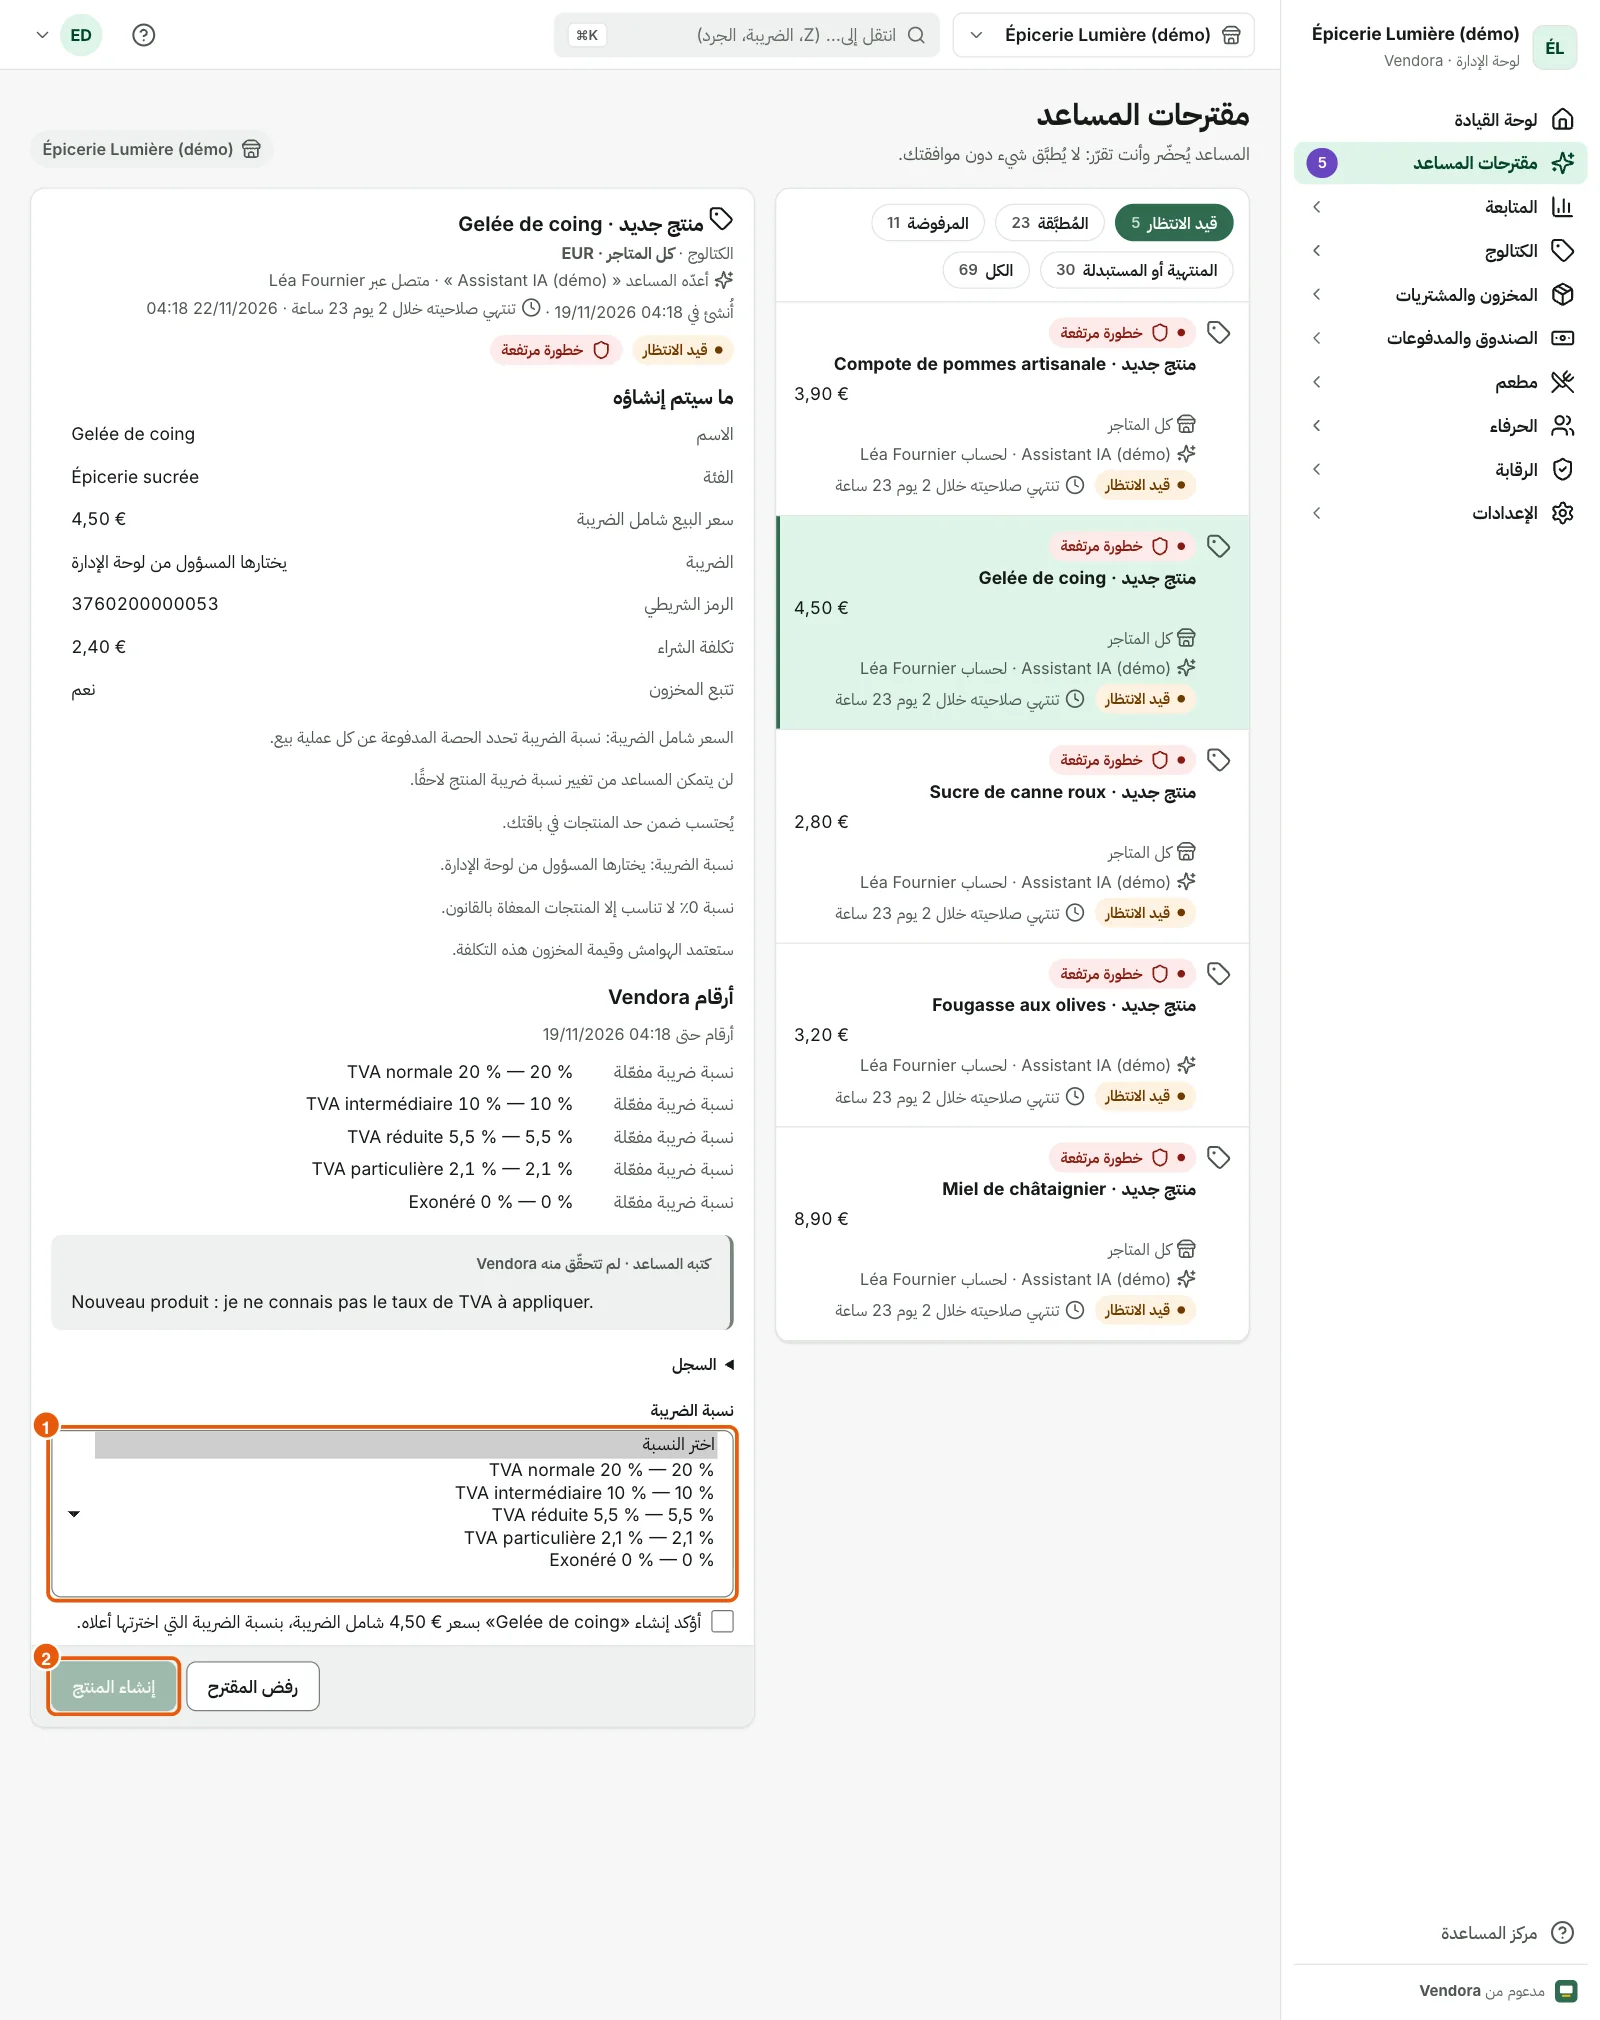 ÉL
Épicerie Lumière (démo)
لوحة الإدارة · Vendora
لوحة القيادة
مقترحات المساعد
5
المتابعة
الكتالوج
المخزون والمشتريات
الصندوق والمدفوعات
مطعم
الحرفاء
الرقابة
الإعدادات
مركز المساعدة
مدعوم من Vendora
Épicerie Lumière (démo)
انتقل إلى... (Z، الضريبة، الجرد)
⌘K
ED
مقترحات المساعد
المساعد يُحضّر وأنت تقرّر: لا يُطبَّق شيء دون موافقتك.
Épicerie Lumière (démo)
قيد الانتظار 5
المُطبَّقة 23
المرفوضة 11
المنتهية أو المستبدلة 30
الكل 69
خطورة مرتفعة
منتج جديد · Compote de pommes artisanale
3,90 €
كل المتاجر
Assistant IA (démo) · لحساب Léa Fournier
قيد الانتظار
تنتهي صلاحيته خلال 2 يوم 23 ساعة
خطورة مرتفعة
منتج جديد · Gelée de coing
4,50 €
كل المتاجر
Assistant IA (démo) · لحساب Léa Fournier
قيد الانتظار
تنتهي صلاحيته خلال 2 يوم 23 ساعة
خطورة مرتفعة
منتج جديد · Sucre de canne roux
2,80 €
كل المتاجر
Assistant IA (démo) · لحساب Léa Fournier
قيد الانتظار
تنتهي صلاحيته خلال 2 يوم 23 ساعة
خطورة مرتفعة
منتج جديد · Fougasse aux olives
3,20 €
Assistant IA (démo) · لحساب Léa Fournier
قيد الانتظار
تنتهي صلاحيته خلال 2 يوم 23 ساعة
خطورة مرتفعة
منتج جديد · Miel de châtaignier
8,90 €
كل المتاجر
Assistant IA (démo) · لحساب Léa Fournier
قيد الانتظار
تنتهي صلاحيته خلال 2 يوم 23 ساعة
منتج جديد · Gelée de coing
الكتالوج · كل المتاجر · EUR
أعدّه المساعد « Assistant IA (démo) » · متصل عبر Léa Fournier
أُنشئ في 19/11/2026 04:18 · تنتهي صلاحيته خلال 2 يوم 23 ساعة · 22/11/2026 04:18
قيد الانتظار
خطورة مرتفعة
ما سيتم إنشاؤه
الاسم
Gelée de coing
الفئة
Épicerie sucrée
سعر البيع شامل الضريبة
4,50 €
الضريبة
يختارها المسؤول من لوحة الإدارة
الرمز الشريطي
3760200000053
تكلفة الشراء
2,40 €
تتبع المخزون
نعم
السعر شامل الضريبة: نسبة الضريبة تحدد الحصة المدفوعة عن كل عملية بيع.
لن يتمكن المساعد من تغيير نسبة ضريبة المنتج لاحقًا.
يُحتسب ضمن حد المنتجات في باقتك.
نسبة الضريبة: يختارها المسؤول من لوحة الإدارة.
نسبة 0٪ لا تناسب إلا المنتجات المعفاة بالقانون.
ستعتمد الهوامش وقيمة المخزون هذه التكلفة.
أرقام Vendora
أرقام حتى 19/11/2026 04:18
نسبة ضريبة مفعّلة
TVA normale 20 % — 20 %
نسبة ضريبة مفعّلة
TVA intermédiaire 10 % — 10 %
نسبة ضريبة مفعّلة
TVA réduite 5,5 % — 5,5 %
نسبة ضريبة مفعّلة
TVA particulière 2,1 % — 2,1 %
نسبة ضريبة مفعّلة
Exonéré 0 % — 0 %
كتبه المساعد · لم تتحقّق منه Vendora
Nouveau produit : je ne connais pas le taux de TVA à appliquer.
السجل
نسبة الضريبة
1
اختر النسبة
TVA normale 20 % — 20 %
TVA intermédiaire 10 % — 10 %
TVA réduite 5,5 % — 5,5 %
TVA particulière 2,1 % — 2,1 %
Exonéré 0 % — 0 %
أؤكد إنشاء «Gelée de coing» بسعر 4,50 € شامل الضريبة، بنسبة الضريبة التي اخترتها أعلاه.
2
رفض المقترح
إنشاء المنتج